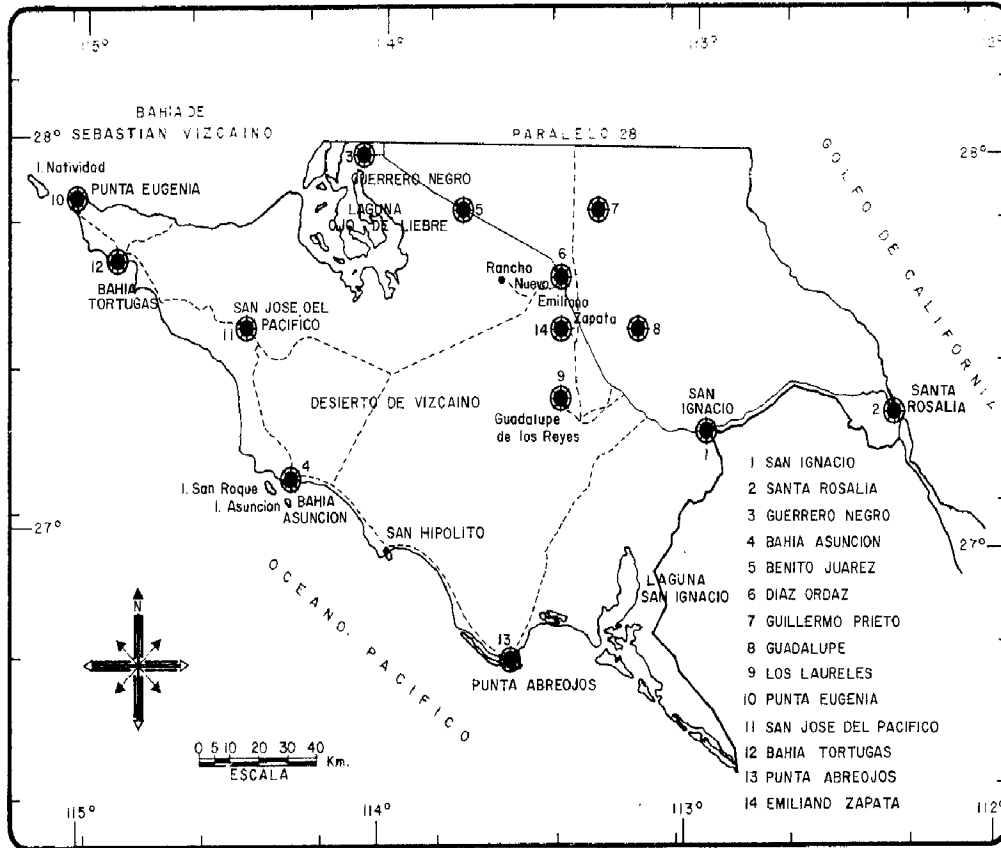 115°
114°
113°
112°
BAHIA DE
SEBASTIAN VIZCAINO
28°
PARALELO 28
28°
GOLFO DE CALIFORNIA
I. Natividad
10
PUNTA EUGENIA
3
GUERRERO NEGRO
LAGUNA
OJO DE LIEBRE
5
7
12
BAHIA
TORTUGAS
6
Rancho
Nuevo
Emiliano
Zapata
SAN JOSE DEL
PACIFICO
11
14
8
9
DESIERTO DE VIZCAINO
Guadalupe
de los Reyes
SAN
IGNACIO
1
2
SANTA
ROSALIA
4
I. San Roque
I. Asuncion
BAHIA
ASUNCION
27°
SAN HIPOLITO
27°
OCEANO PACIFICO
LAGUNA
SAN IGNACIO
13
PUNTA ABREOJOS
N
0 5 10 20 30 40 Km.
ESCALA
1 SAN IGNACIO
2 SANTA ROSALIA
3 GUERRERO NEGRO
4 BAHIA ASUNCION
5 BENITO JUAREZ
6 DIAZ ORDAZ
7 GUILLERMO PRIETO
8 GUADALUPE
9 LOS LAURELES
10 PUNTA EUGENIA
11 SAN JOSE DEL PACIFICO
12 BAHIA TORTUGAS
13 PUNTA ABREOJOS
14 EMILIANO ZAPATA
115°
114°
113°
112°